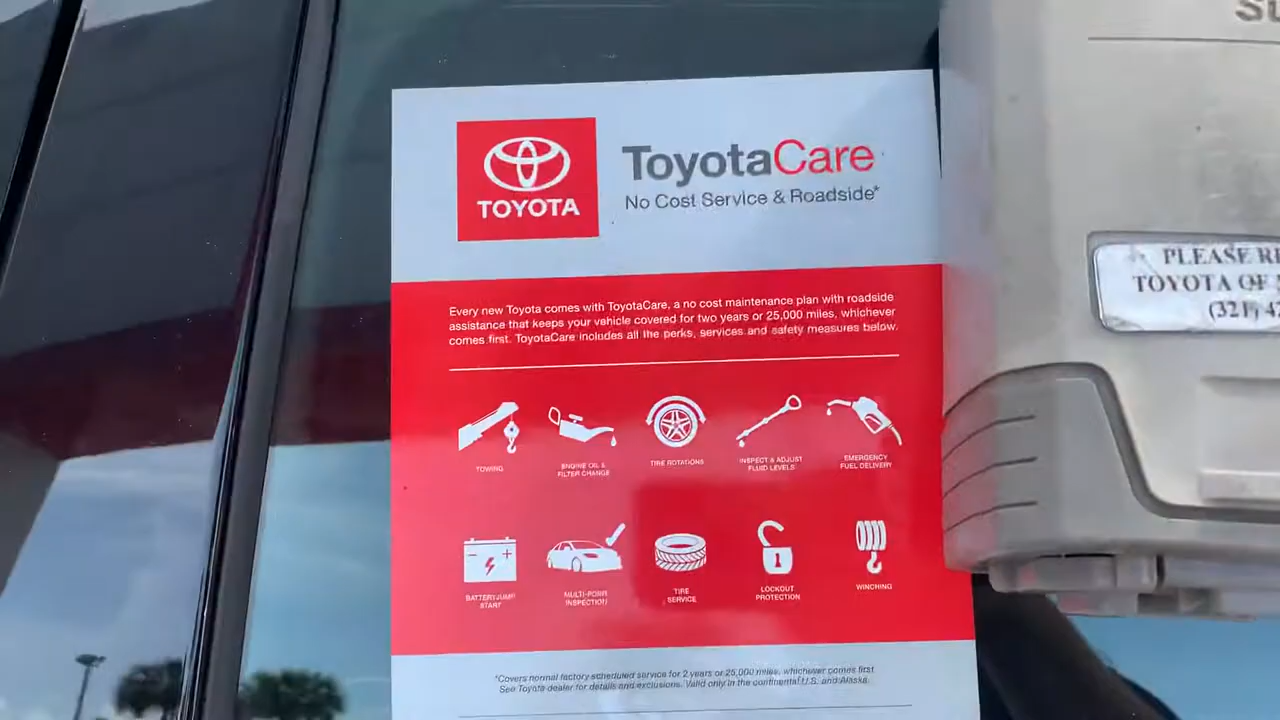 TOYOTA
ToyotaCare
No Cost Service & Roadside*
Every new Toyota comes with ToyotaCare, a no cost maintenance plan with roadside
assistance that keeps your vehicle covered for two years or 25,000 miles, whichever
comes first. ToyotaCare includes all the perks, services and safety measures below.
TOWING
ENGINE OIL &
FILTER CHANGE
TIRE ROTATIONS
INSPECT & ADJUST
FLUID LEVELS
EMERGENCY
FUEL DELIVERY
BATTERY/JUMP
START
MULTI-POINT
INSPECTION
TIRE
SERVICE
LOCKOUT
PROTECTION
WINCHING
*Covers normal factory scheduled service for 2 years or 25,000 miles, whichever comes first.
See Toyota dealer for details and exclusions. Valid only in the continental U.S. and Alaska.
PLEASE
TOYOTA OF
(321)